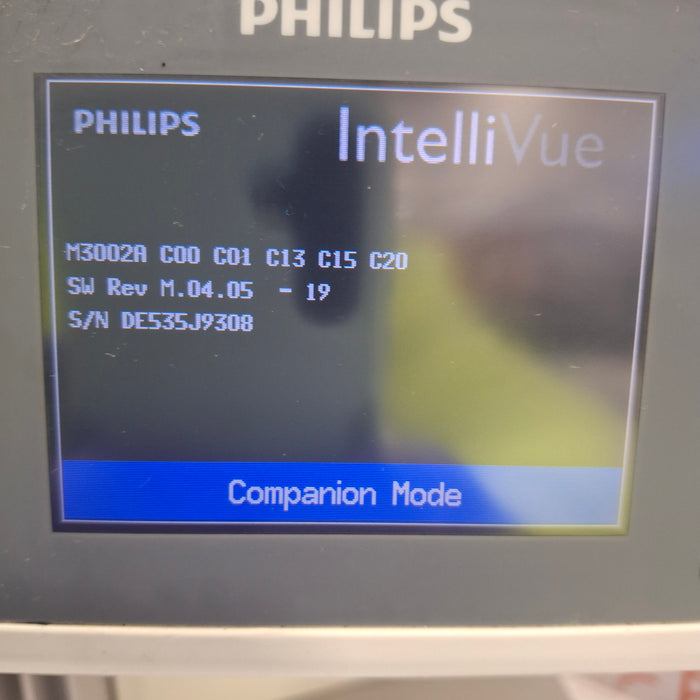 PHILIPS
PHILIPS IntelliVue
M3002A C00 C01 C13 C15 C20
SW Rev M.04.05 - 19
S/N DE535J9308
Companion Mode